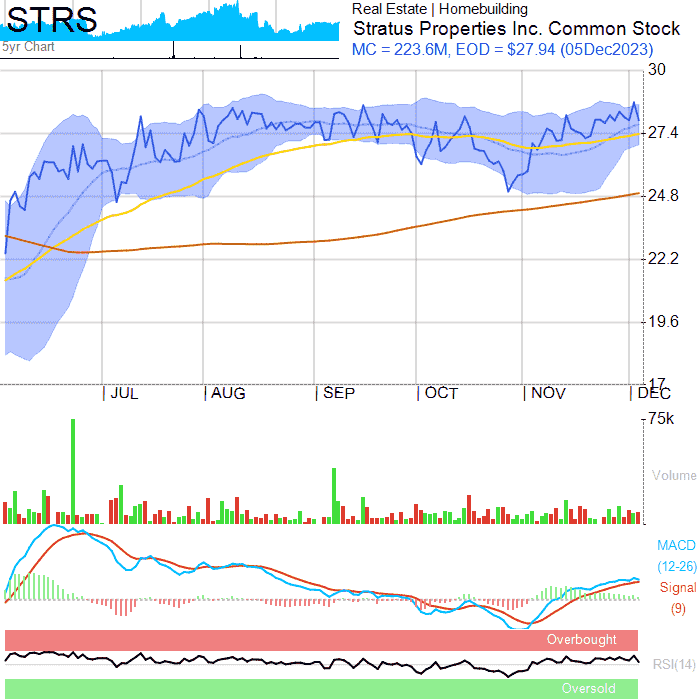 STRS
5yr Chart
Real Estate | Homebuilding
Stratus Properties Inc. Common Stock
MC = 223.6M, EOD = $27.94 (05Dec2023)
30
27.4
24.8
22.2
19.6
17
JUL AUG SEP OCT NOV DEC
75k
Volume
MACD
(12-26)
Signal
(9)
Overbought
RSI(14)
Oversold